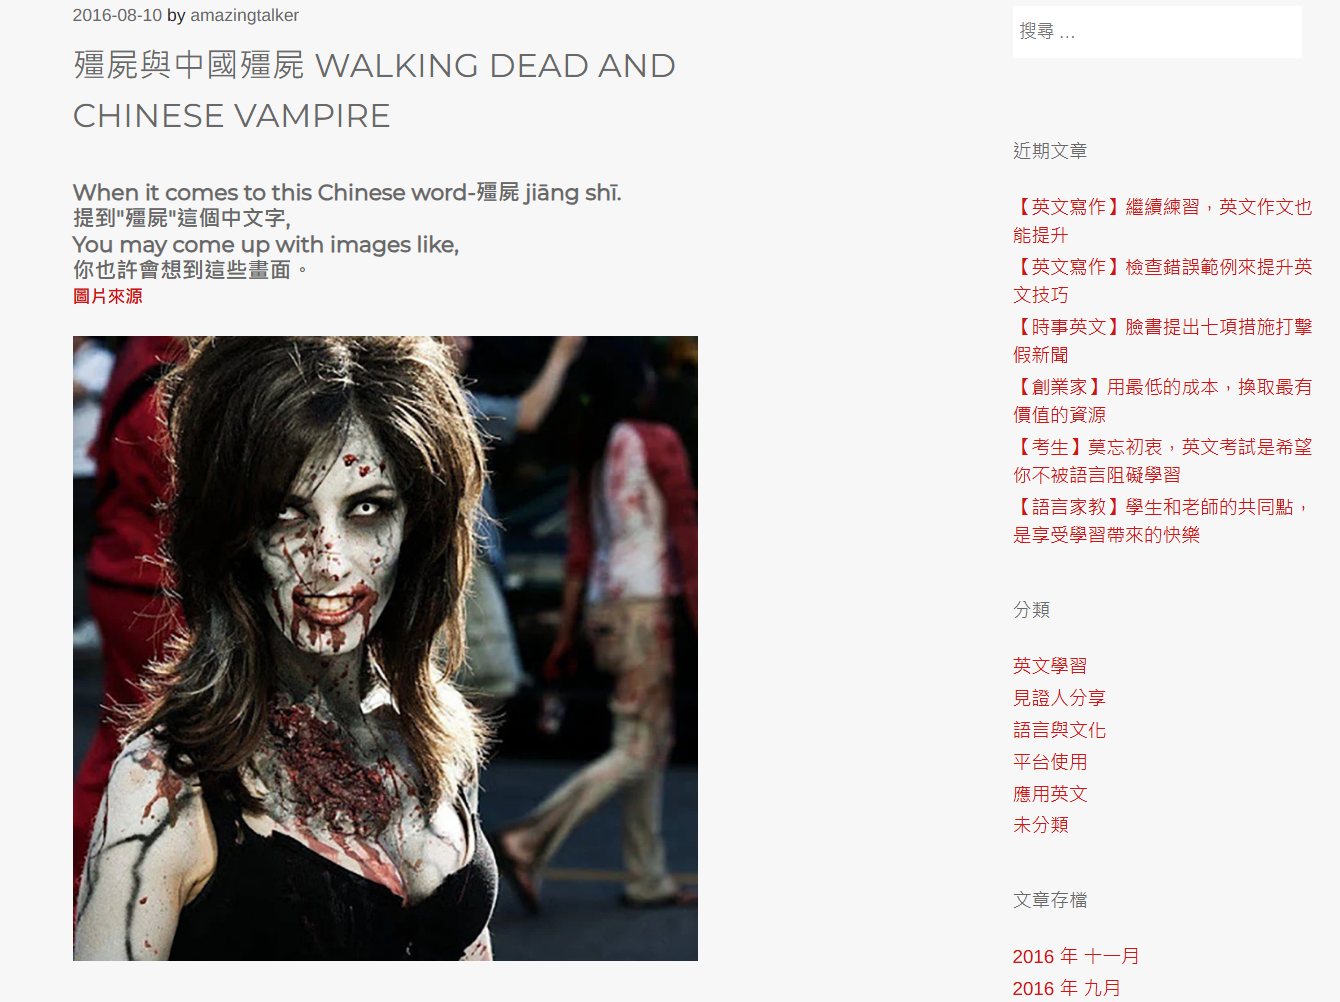 2016-08-10 by amazingtalker
殭屍與中國殭屍 WALKING DEAD AND
CHINESE VAMPIRE
When it comes to this Chinese word-殭屍 jiāng shī.
提到"殭屍"這個中文字,
You may come up with images like,
你也許會想到這些畫面。
圖片來源
搜尋 ...
近期文章
【英文寫作】繼續練習，英文作文也
能提升
【英文寫作】檢查錯誤範例來提升英
文技巧
【時事英文】臉書提出七項措施打擊
假新聞
【創業家】用最低的成本，換取最有
價值的資源
【考生】莫忘初衷，英文考試是希望
你不被語言阻礙學習
【語言家教】學生和老師的共同點，
是享受學習帶來的快樂
分類
英文學習
見證人分享
語言與文化
平台使用
應用英文
未分類
文章存檔
2016 年 十一月
2016 年 九月